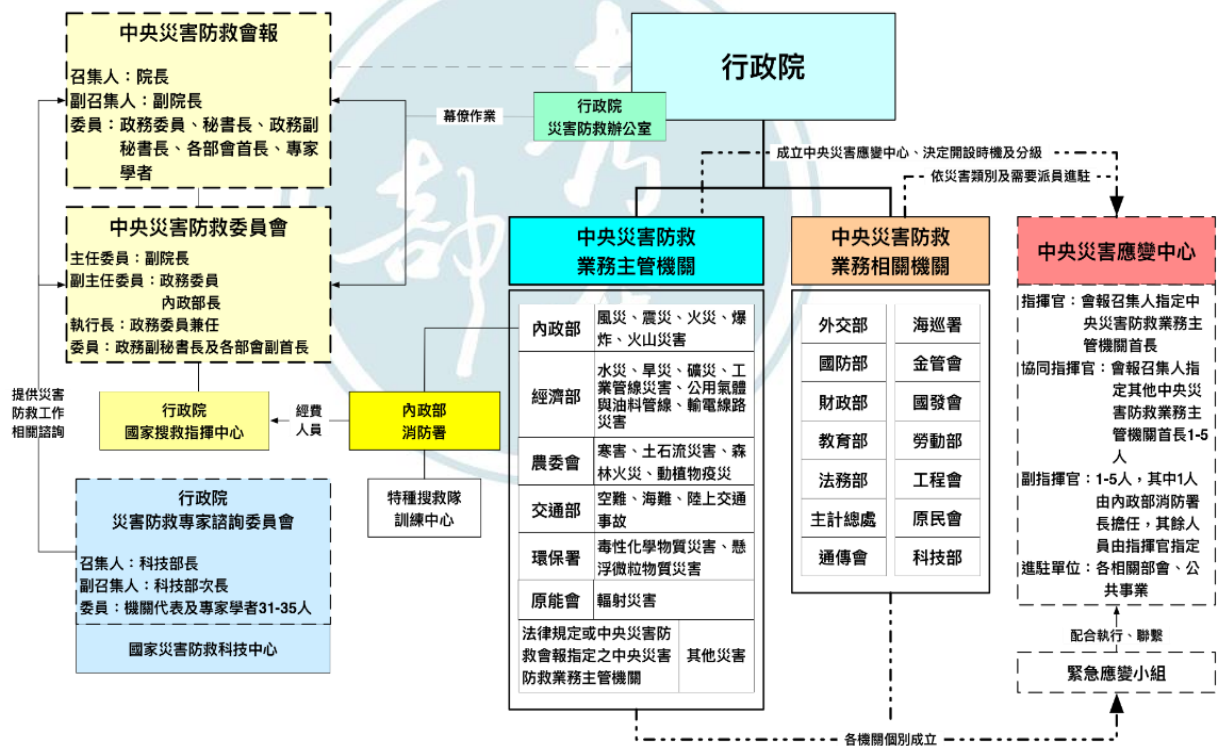 中央災害防救會報
召集人：院長
副召集人：副院長
委員：政務委員、秘書長、政務副
秘書長、各部會首長、專家
學者
行政院
行政院
災害防救辦公室
幕僚作業
成立中央災害應變中心、決定開設時機及分級
依災害類別及需要派員進駐
中央災害防救委員會
主任委員：副院長
副主任委員：政務委員
內政部長
執行長：政務委員兼任
委員：政務副秘書長及各部會副首長
提供災害
防救工作
相關諮詢
行政院
國家搜救指揮中心
經費
人員
內政部
消防署
特種搜救隊
訓練中心
行政院
災害防救專家諮詢委員會
召集人：科技部長
副召集人：科技部次長
委員：機關代表及專家學者31-35人
國家災害防救科技中心
中央災害防救
業務主管機關
內政部
風災、震災、火災、爆
炸、火山災害
經濟部
水災、旱災、礦災、工
業管線災害、公用氣體
與油料管線、輸電線路
災害
農委會
寒害、土石流災害、森
林火災、動植物疫災
交通部
空難、海難、陸上交通
事故
環保署
毒性化學物質災害、懸
浮微粒物質災害
原能會
輻射災害
法律規定或中央災害防
救會報指定之中央災害
防救業務主管機關
其他災害
中央災害防救
業務相關機關
外交部
海巡署
國防部
金管會
財政部
國發會
教育部
勞動部
法務部
工程會
主計總處
原民會
通傳會
科技部
中央災害應變中心
指揮官：會報召集人指定中
央災害防救業務主
管機關首長
協同指揮官：會報召集人指
定其他中央災
害防救業務主
管機關首長1-5
人
副指揮官：1-5人，其中1人
由內政部消防署
長擔任，其餘人
員由指揮官指定
進駐單位：各相關部會、公
共事業
配合執行、聯繫
緊急應變小組
各機關個別成立
考
部